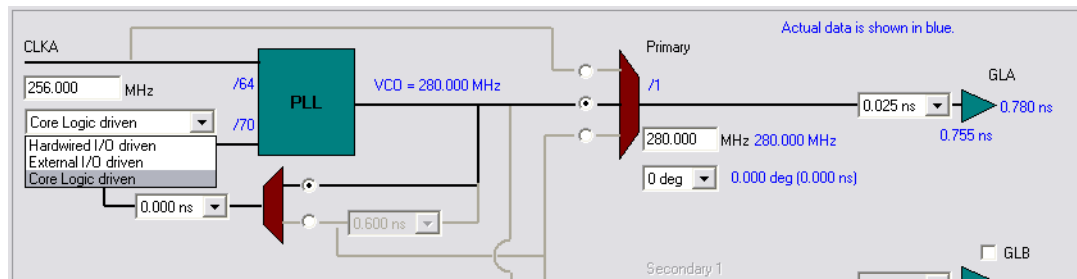 Actual data is shown in blue.
CLKA
Primary
256.000 MHz
/64
PLL
VCO = 280.000 MHz
/1
GLA
Core Logic driven
/70
0.025 ns
0.780 ns
Hardwired I/O driven
External I/O driven
Core Logic driven
280.000 MHz 280.000 MHz
0.755 ns
0 deg
0.000 deg (0.000 ns)
0.000 ns
0.600 ns
Secondary 1
GLB